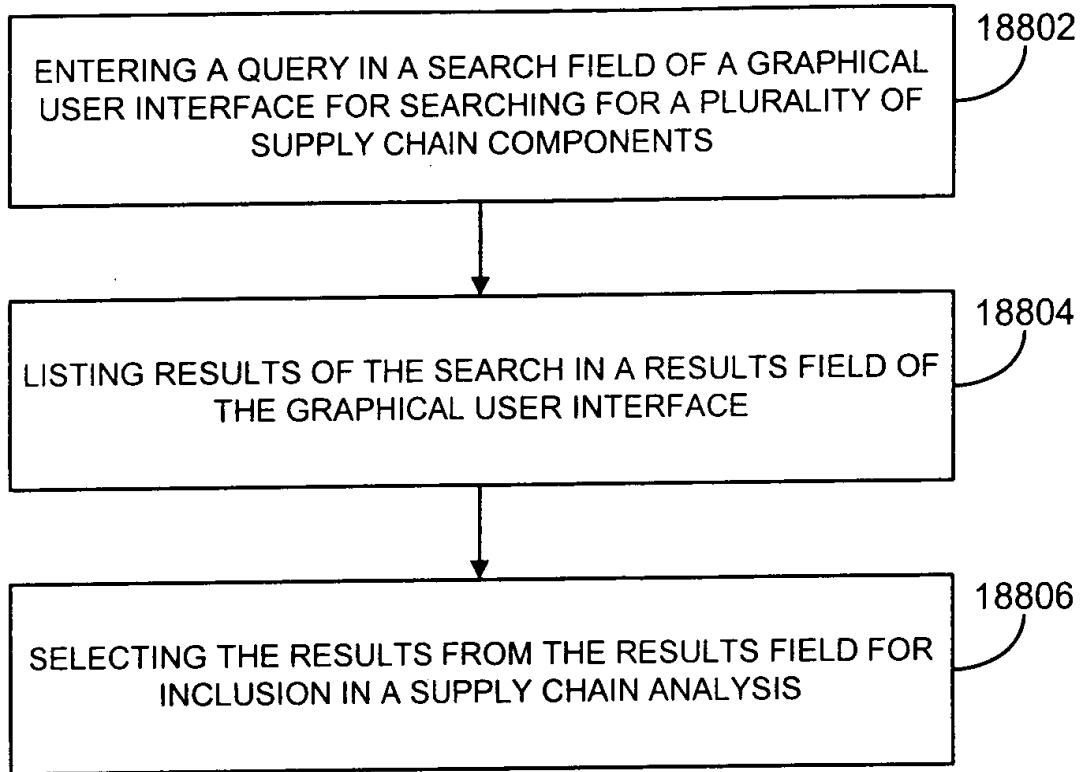 18802
ENTERING A QUERY IN A SEARCH FIELD OF A GRAPHICAL
USER INTERFACE FOR SEARCHING FOR A PLURALITY OF
SUPPLY CHAIN COMPONENTS
18804
LISTING RESULTS OF THE SEARCH IN A RESULTS FIELD OF
THE GRAPHICAL USER INTERFACE
18806
SELECTING THE RESULTS FROM THE RESULTS FIELD FOR
INCLUSION IN A SUPPLY CHAIN ANALYSIS